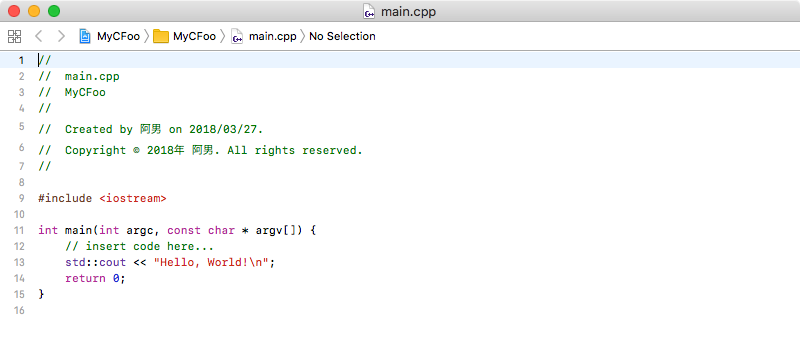 main.cpp
MyCFoo MyCFoo main.cpp No Selection
1 //
2 //  main.cpp
3 //  MyCFoo
4 //
5 //  Created by 阿男 on 2018/03/27.
6 //  Copyright © 2018年 阿男. All rights reserved.
7 //
8
9 #include <iostream>
10
11 int main(int argc, const char * argv[]) {
12     // insert code here...
13     std::cout << "Hello, World!\n";
14     return 0;
15 }
16